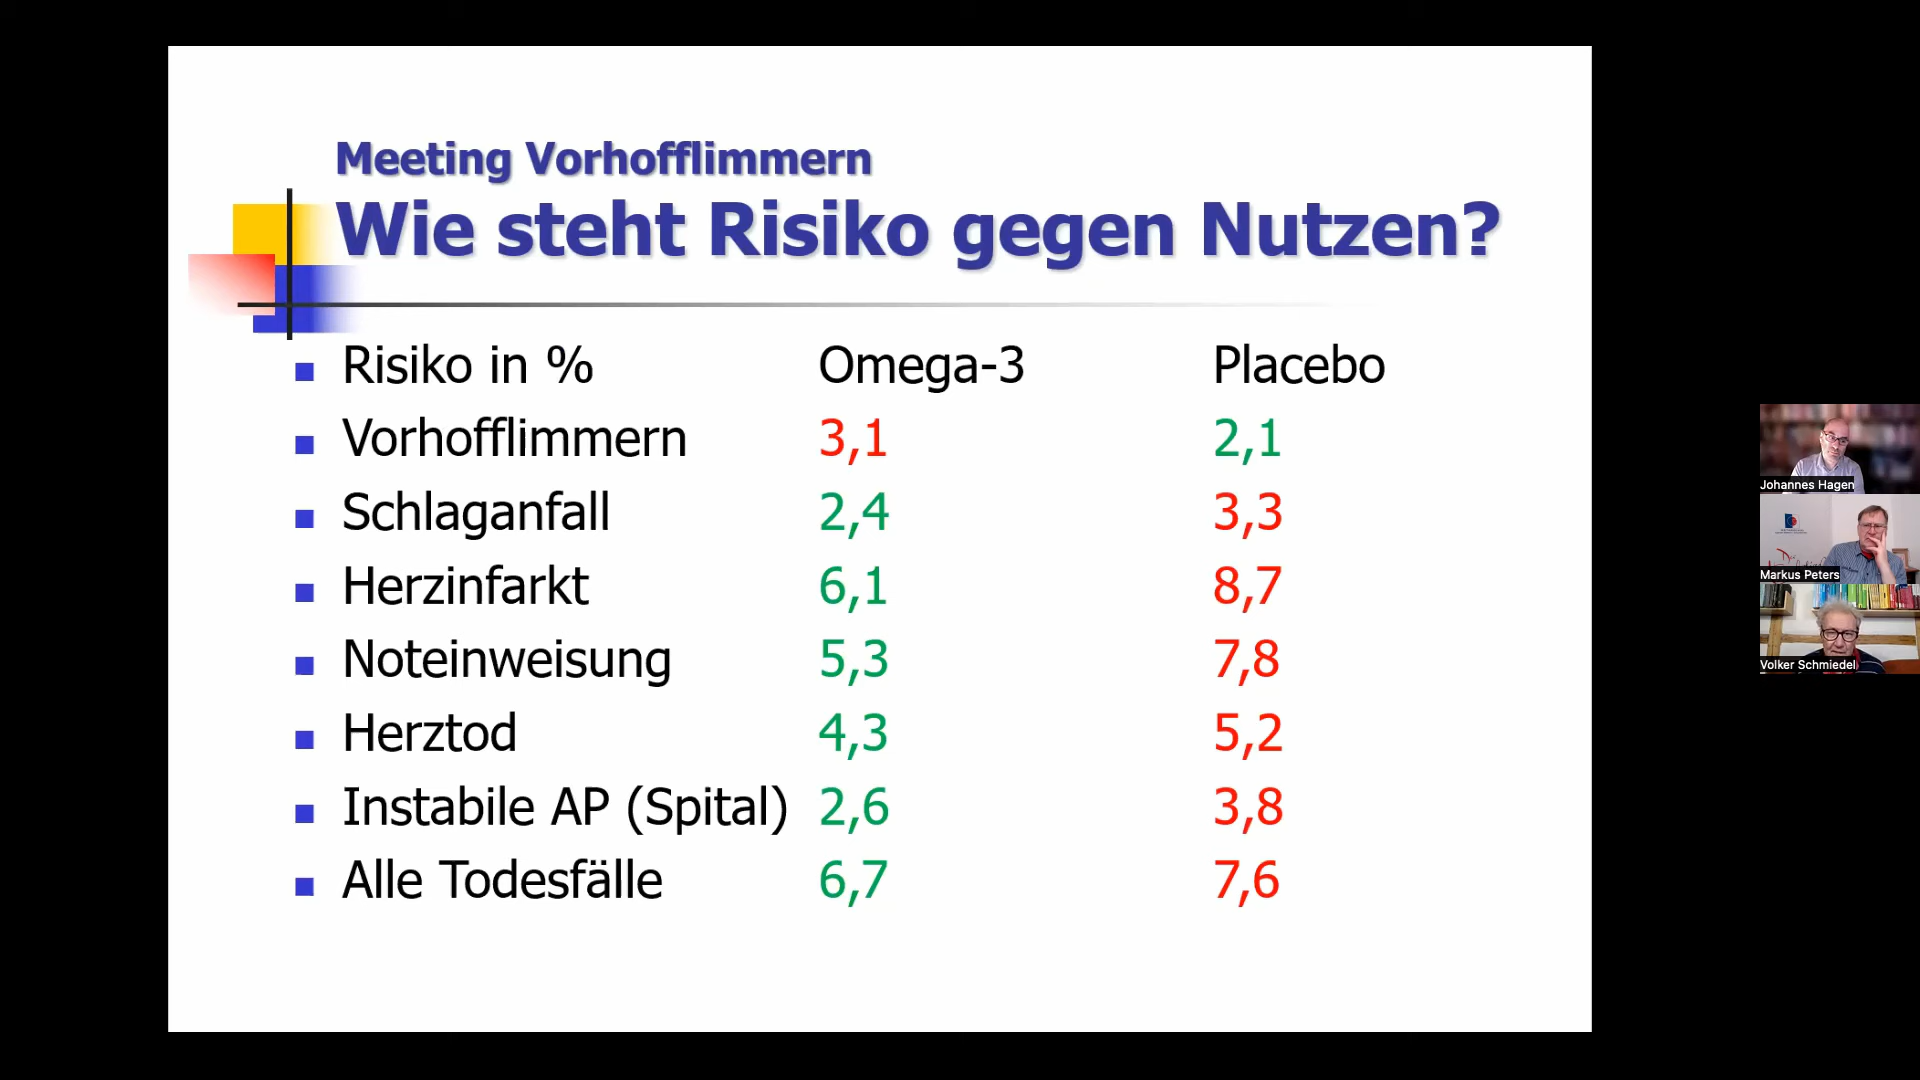 Meeting Vorhofflimmern
Wie steht Risiko gegen Nutzen?
Risiko in % Omega-3 Placebo
Vorhofflimmern 3,1 2,1
Schlaganfall 2,4 3,3
Herzinfarkt 6,1 8,7
Noteinweisung 5,3 7,8
Herztod 4,3 5,2
Instabile AP (Spital) 2,6 3,8
Alle Todesfälle 6,7 7,6
Johannes Hagen
Markus Peters
Volker Schmiedel